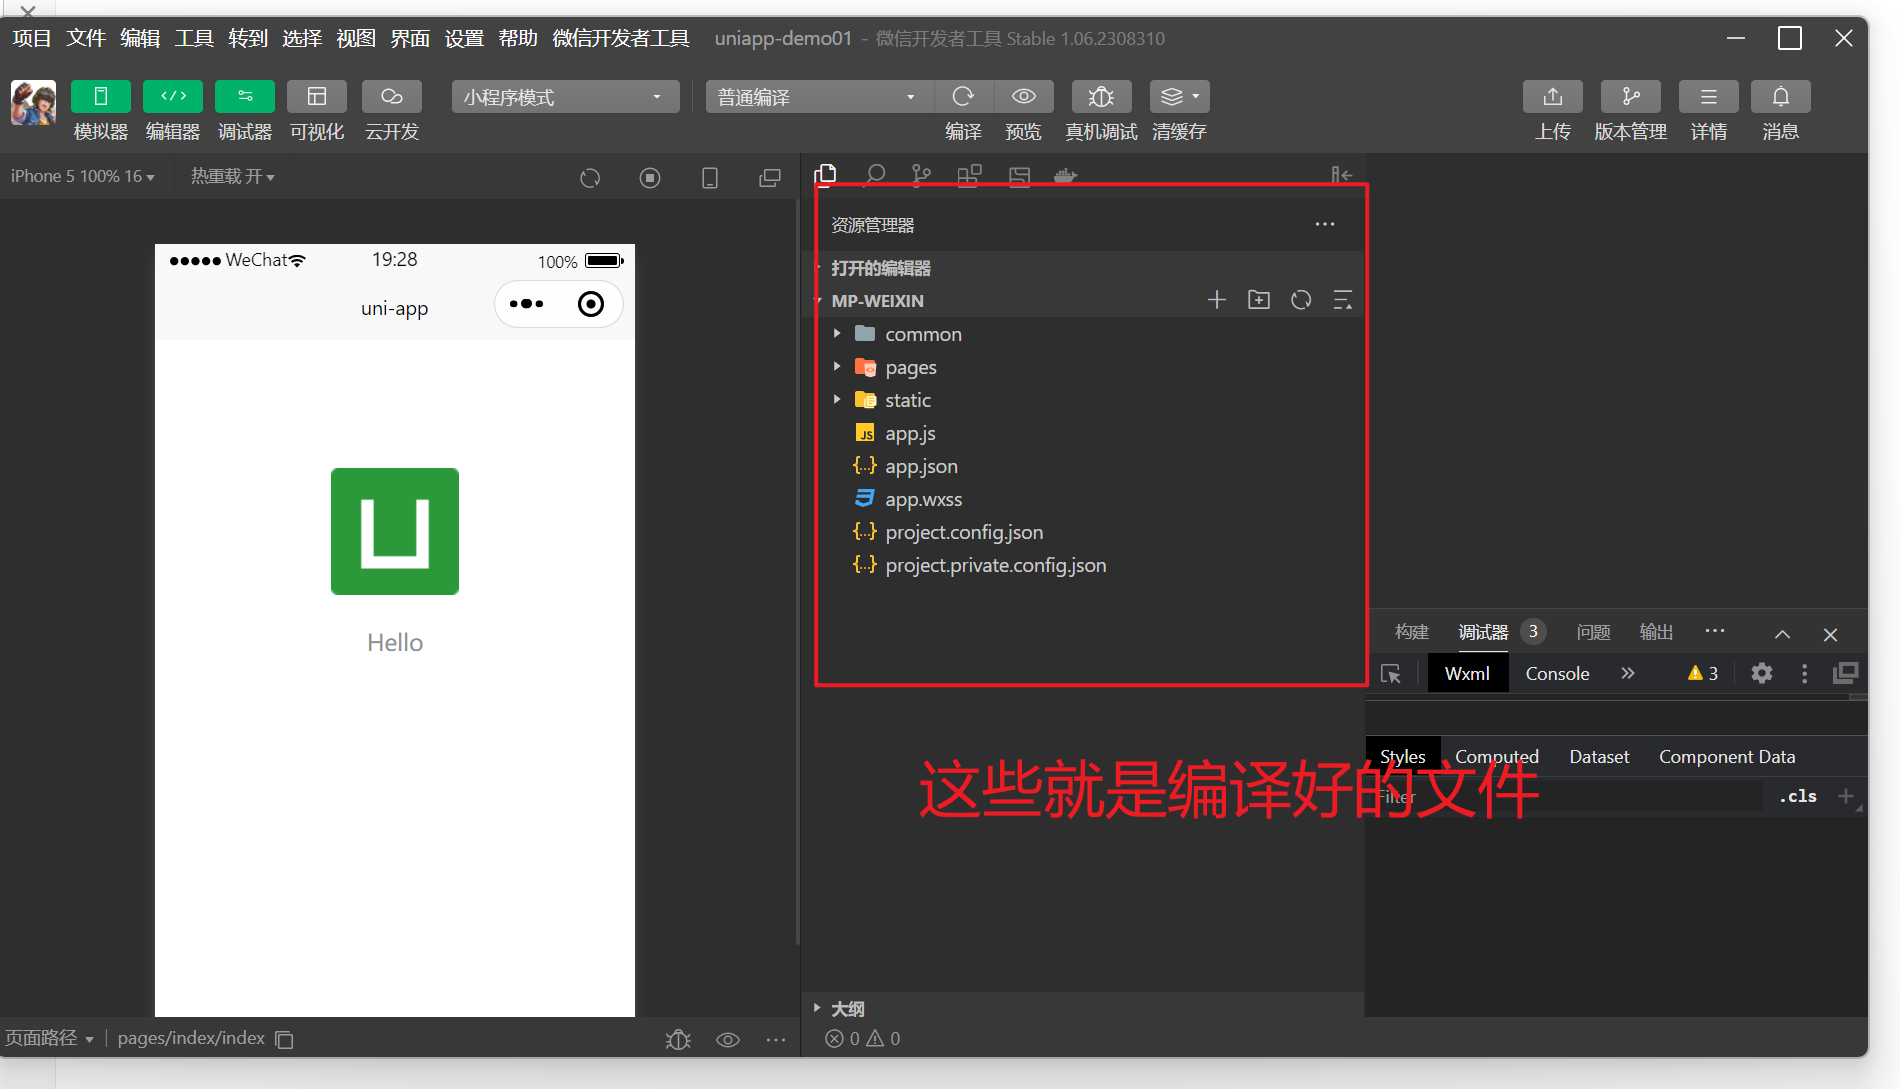 项目 文件 编辑 工具 转到 选择 视图 界面 设置 帮助 微信开发者工具 uniapp-demo01 - 微信开发者工具 Stable 1.06.2308310
小程序模式 普通编译
模拟器 编辑器 调试器 可视化 云开发 编译 预览 真机调试 清缓存 上传 版本管理 详情 消息
iPhone 5 100% 16 热重载 开
WeChat 19:28 100%
uni-app
Hello
页面路径 pages/index/index
资源管理器
打开的编辑器
MP-WEIXIN
common
pages
static
JS app.js
{..} app.json
app.wxss
{..} project.config.json
{..} project.private.config.json
这些就是编译好的文件
大纲
0 0
构建 调试器 3 问题 输出
Wxml Console 3
Styles Computed Dataset Component Data
Filter .cls